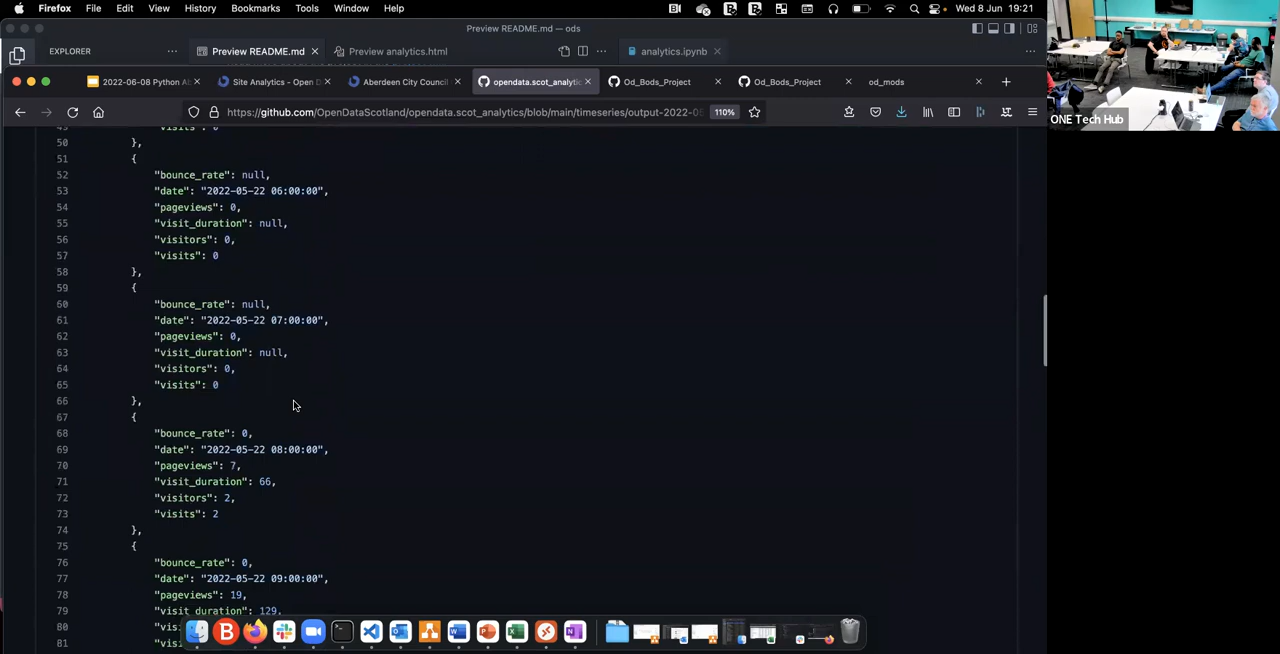 Firefox File Edit View History Bookmarks Tools Window Help Wed 8 Jun 19:21
Preview README.md — ods
EXPLORER ··· Preview README.md × Preview analytics.html ··· analytics.ipynb × ···
2022-06-08 Python A × Site Analytics - Open D × Aberdeen City Council × opendata.scot_analytic × Od_Bods_Project × Od_Bods_Project × od_mods × +
https://github.com/OpenDataScotland/opendata.scot_analytics/blob/main/timeseries/output-2022-0 110%
ONE Tech Hub
49 "visits": 0
50 },
51 {
52 "bounce_rate": null,
53 "date": "2022-05-22 06:00:00",
54 "pageviews": 0,
55 "visit_duration": null,
56 "visitors": 0,
57 "visits": 0
58 },
59 {
60 "bounce_rate": null,
61 "date": "2022-05-22 07:00:00",
62 "pageviews": 0,
63 "visit_duration": null,
64 "visitors": 0,
65 "visits": 0
66 },
67 {
68 "bounce_rate": 0,
69 "date": "2022-05-22 08:00:00",
70 "pageviews": 7,
71 "visit_duration": 66,
72 "visitors": 2,
73 "visits": 2
74 },
75 {
76 "bounce_rate": 0,
77 "date": "2022-05-22 09:00:00",
78 "pageviews": 19,
79 "visit_duration": 129,
80 "vis
81 "vis